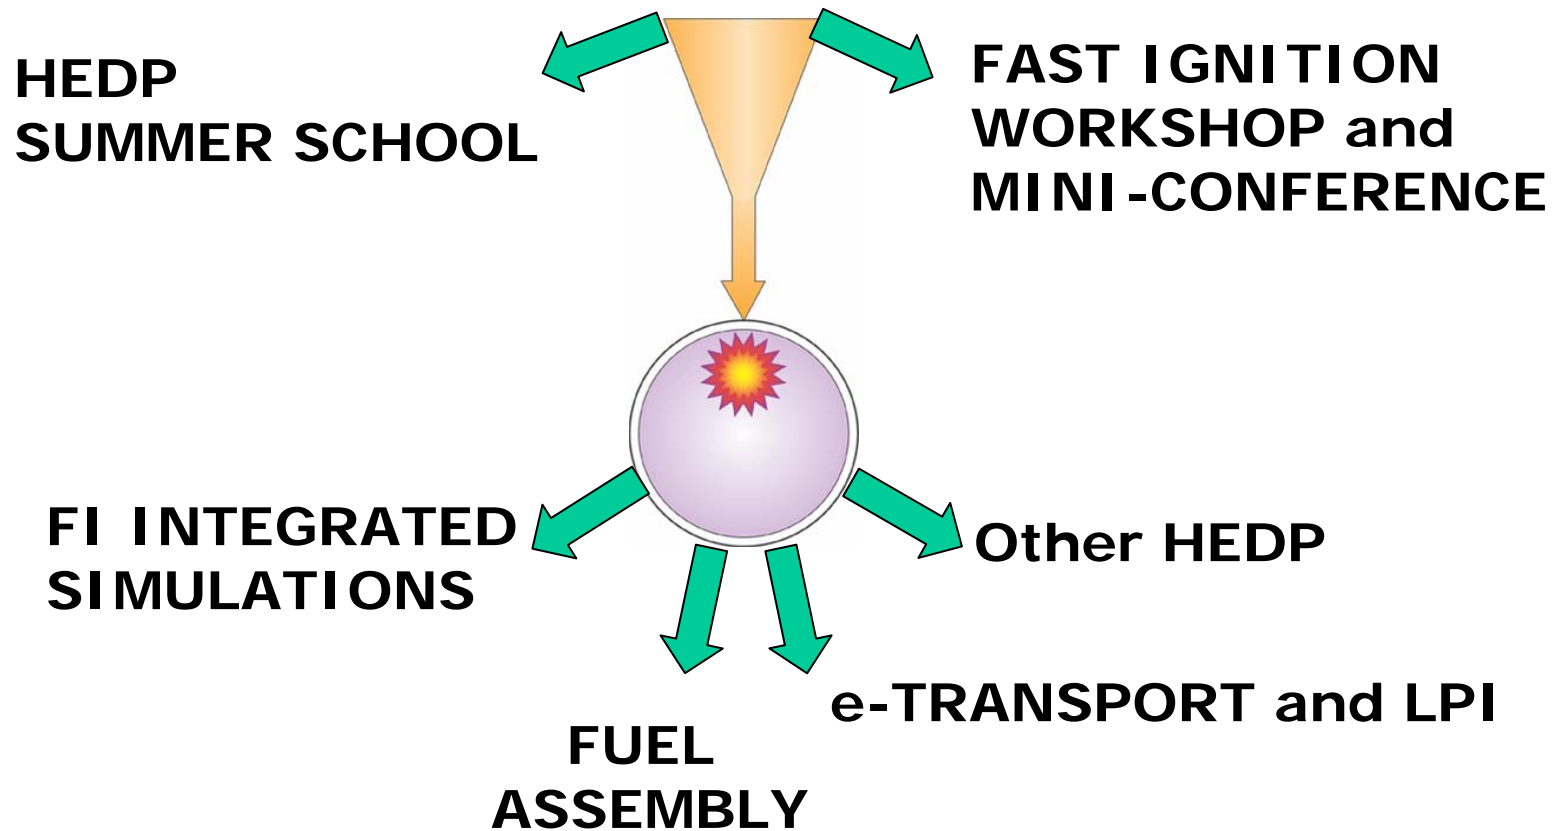 HEDP
SUMMER SCHOOL
FAST IGNITION
WORKSHOP and
MINI-CONFERENCE
FI INTEGRATED
SIMULATIONS
Other HEDP
e-TRANSPORT and LPI
FUEL
ASSEMBLY